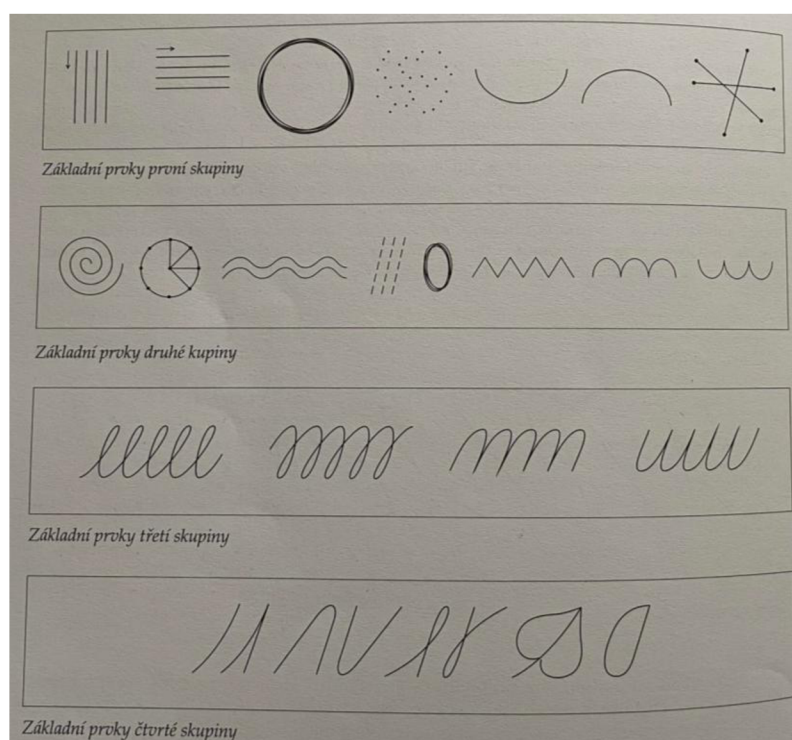 Základní prvky první skupiny
Základní prvky druhé kupiny
Základní prvky třetí skupiny
Základní prvky čtvrté skupiny